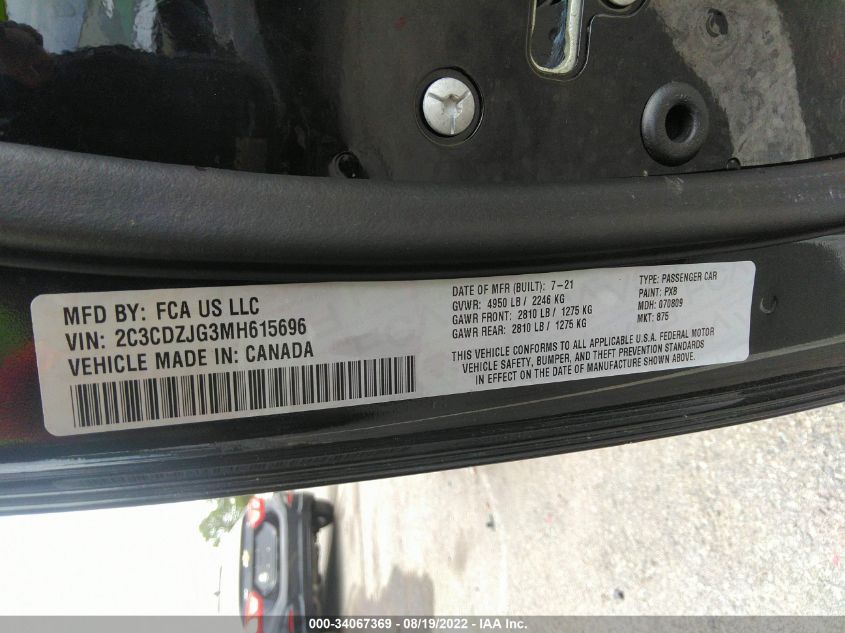 MFD BY: FCA US LLC
VIN: 2C3CDZJG3MH615696
VEHICLE MADE IN: CANADA
DATE OF MFR (BUILT): 7-21
GVWR: 4950 LB / 2246 KG
GAWR FRONT: 2810 LB / 1275 KG
GAWR REAR: 2810 LB / 1275 KG
TYPE: PASSENGER CAR
PAINT: PX8
MDH: 070809
MKT: 875
THIS VEHICLE CONFORMS TO ALL APPLICABLE U.S.A. FEDERAL MOTOR
VEHICLE SAFETY, BUMPER, AND THEFT PREVENTION STANDARDS
IN EFFECT ON THE DATE OF MANUFACTURE SHOWN ABOVE.
000-34067369 - 08/19/2022 - IAA Inc.